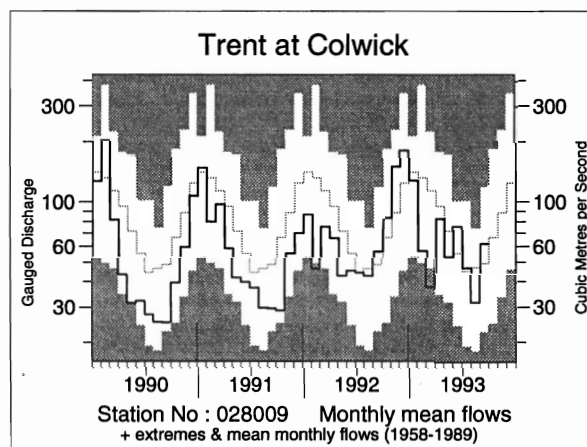 Trent at Colwick
300
300
100
100
60
60
30
30
Gauged Discharge
Cubic Metres per Second
1990 1991 1992 1993
Station No : 028009 Monthly mean flows
+ extremes & mean monthly flows (1958-1989)